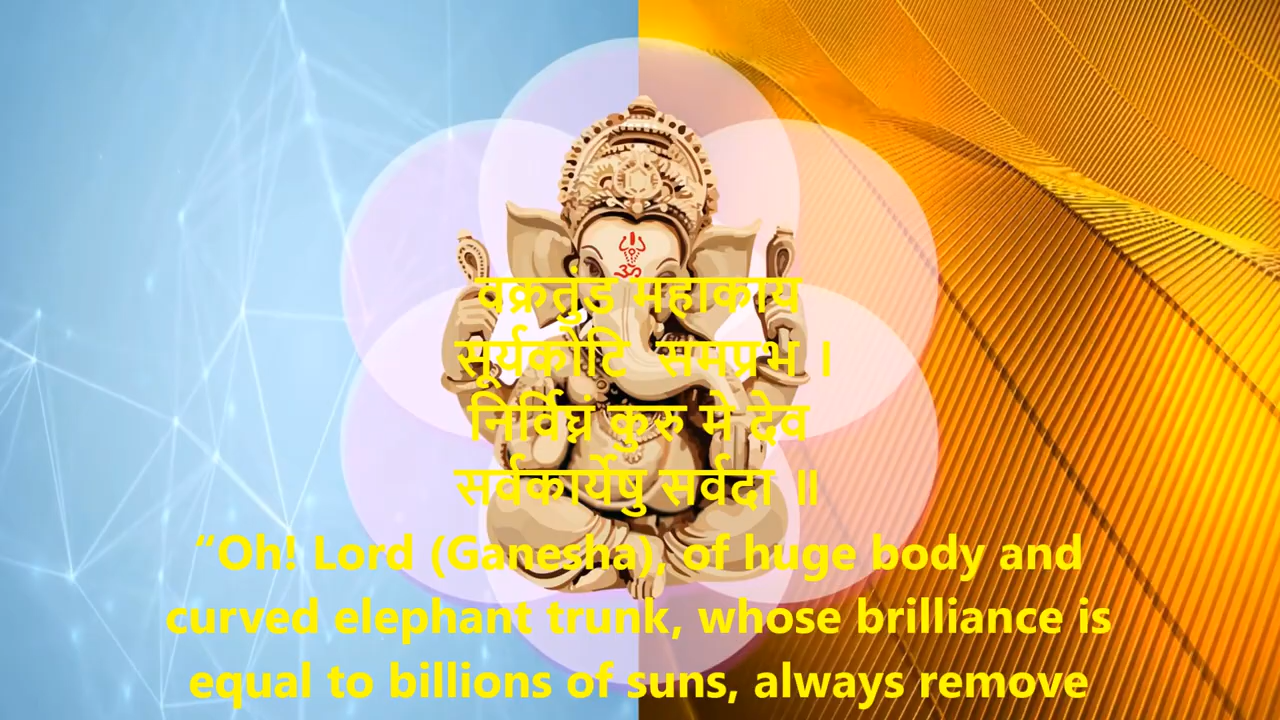 ॐ
वक्रतुंड महाकाय
सूर्यकोटि समप्रभ ।
निर्विघ्नं कुरु मे देव
सर्वकार्येषु सर्वदा ॥
“Oh! Lord (Ganesha), of huge body and
curved elephant trunk, whose brilliance is
equal to billions of suns, always remove